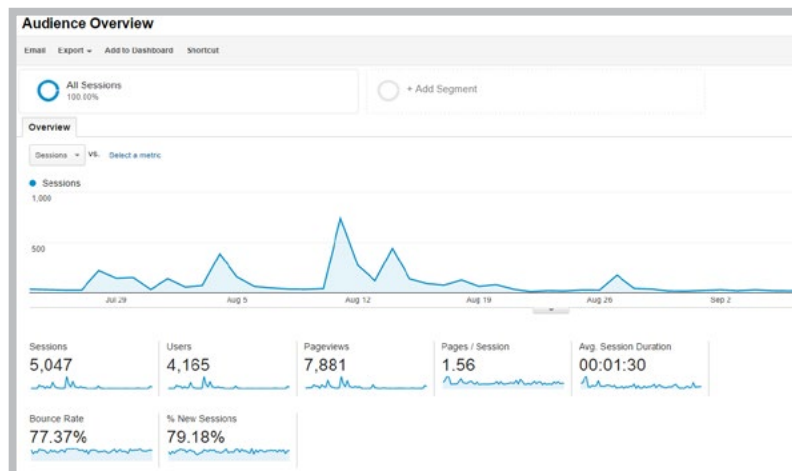 Audience Overview
Email Export Add to Dashboard Shortcut
All Sessions
100.00%
+ Add Segment
Overview
Sessions vs. Select a metric
Sessions
1,000
500
Jul 29 Aug 5 Aug 12 Aug 19 Aug 26 Sep 2
Sessions Users Pageviews Pages / Session Avg. Session Duration
5,047 4,165 7,881 1.56 00:01:30
Bounce Rate % New Sessions
77.37% 79.18%